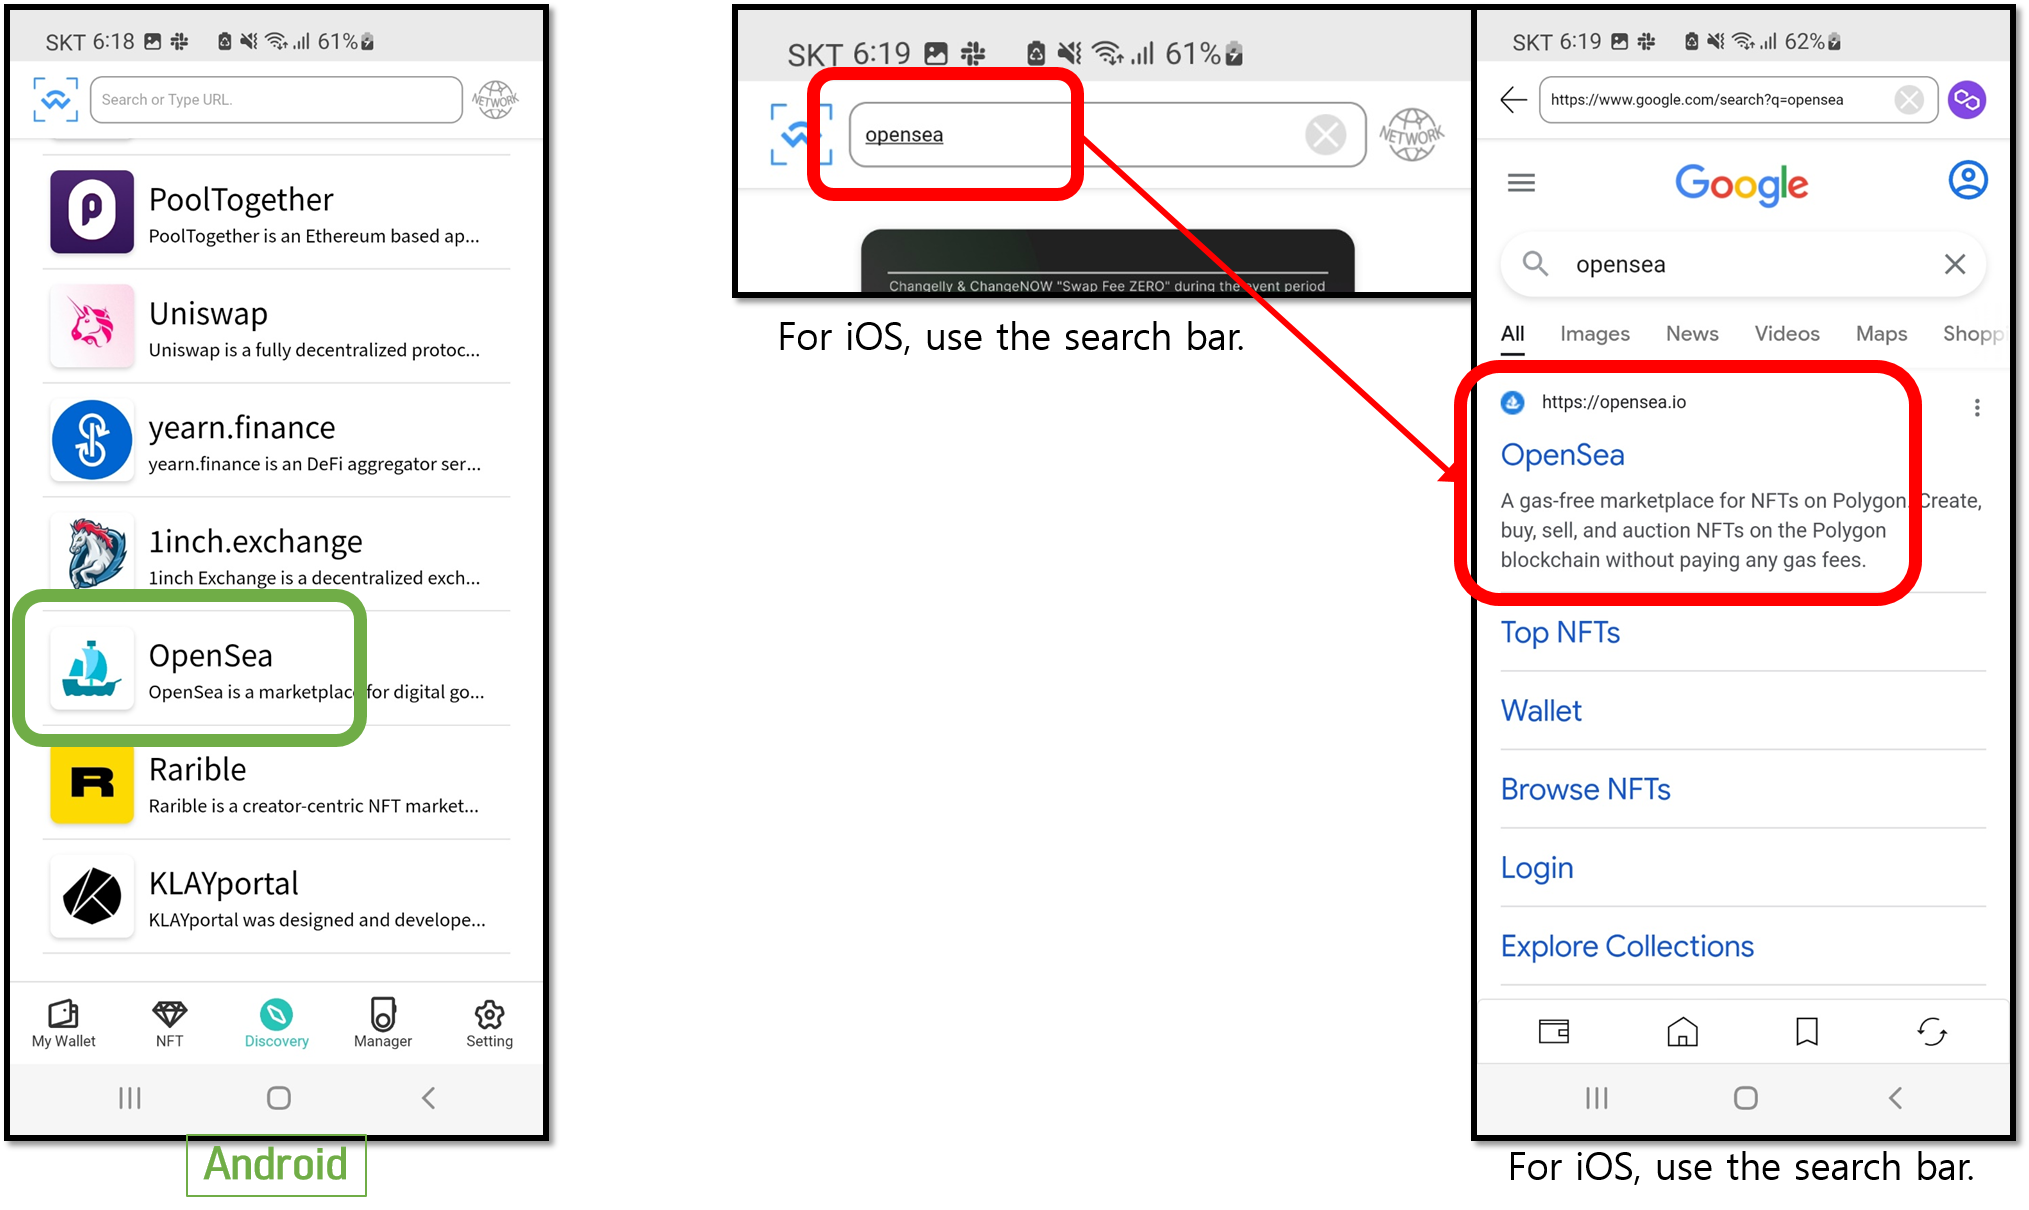 SKT 6:18 61%
Search or Type URL.
NETWORK
PoolTogether
PoolTogether is an Ethereum based ap...
Uniswap
Uniswap is a fully decentralized protoc...
yearn.finance
yearn.finance is an DeFi aggregator ser...
1inch.exchange
1inch Exchange is a decentralized exch...
OpenSea
OpenSea is a marketplace for digital go...
R
Rarible
Rarible is a creator-centric NFT market...
KLAYportal
KLAYportal was designed and develope...
My Wallet NFT Discovery Manager Setting
Android
SKT 6:19 61%
opensea
NETWORK
Changelly & ChangeNOW "Swap Fee ZERO" during the event period
For iOS, use the search bar.
SKT 6:19 62%
https://www.google.com/search?q=opensea
Google
opensea
All Images News Videos Maps Shopp
https://opensea.io
OpenSea
A gas-free marketplace for NFTs on Polygon. Create,
buy, sell, and auction NFTs on the Polygon
blockchain without paying any gas fees.
Top NFTs
Wallet
Browse NFTs
Login
Explore Collections
For iOS, use the search bar.